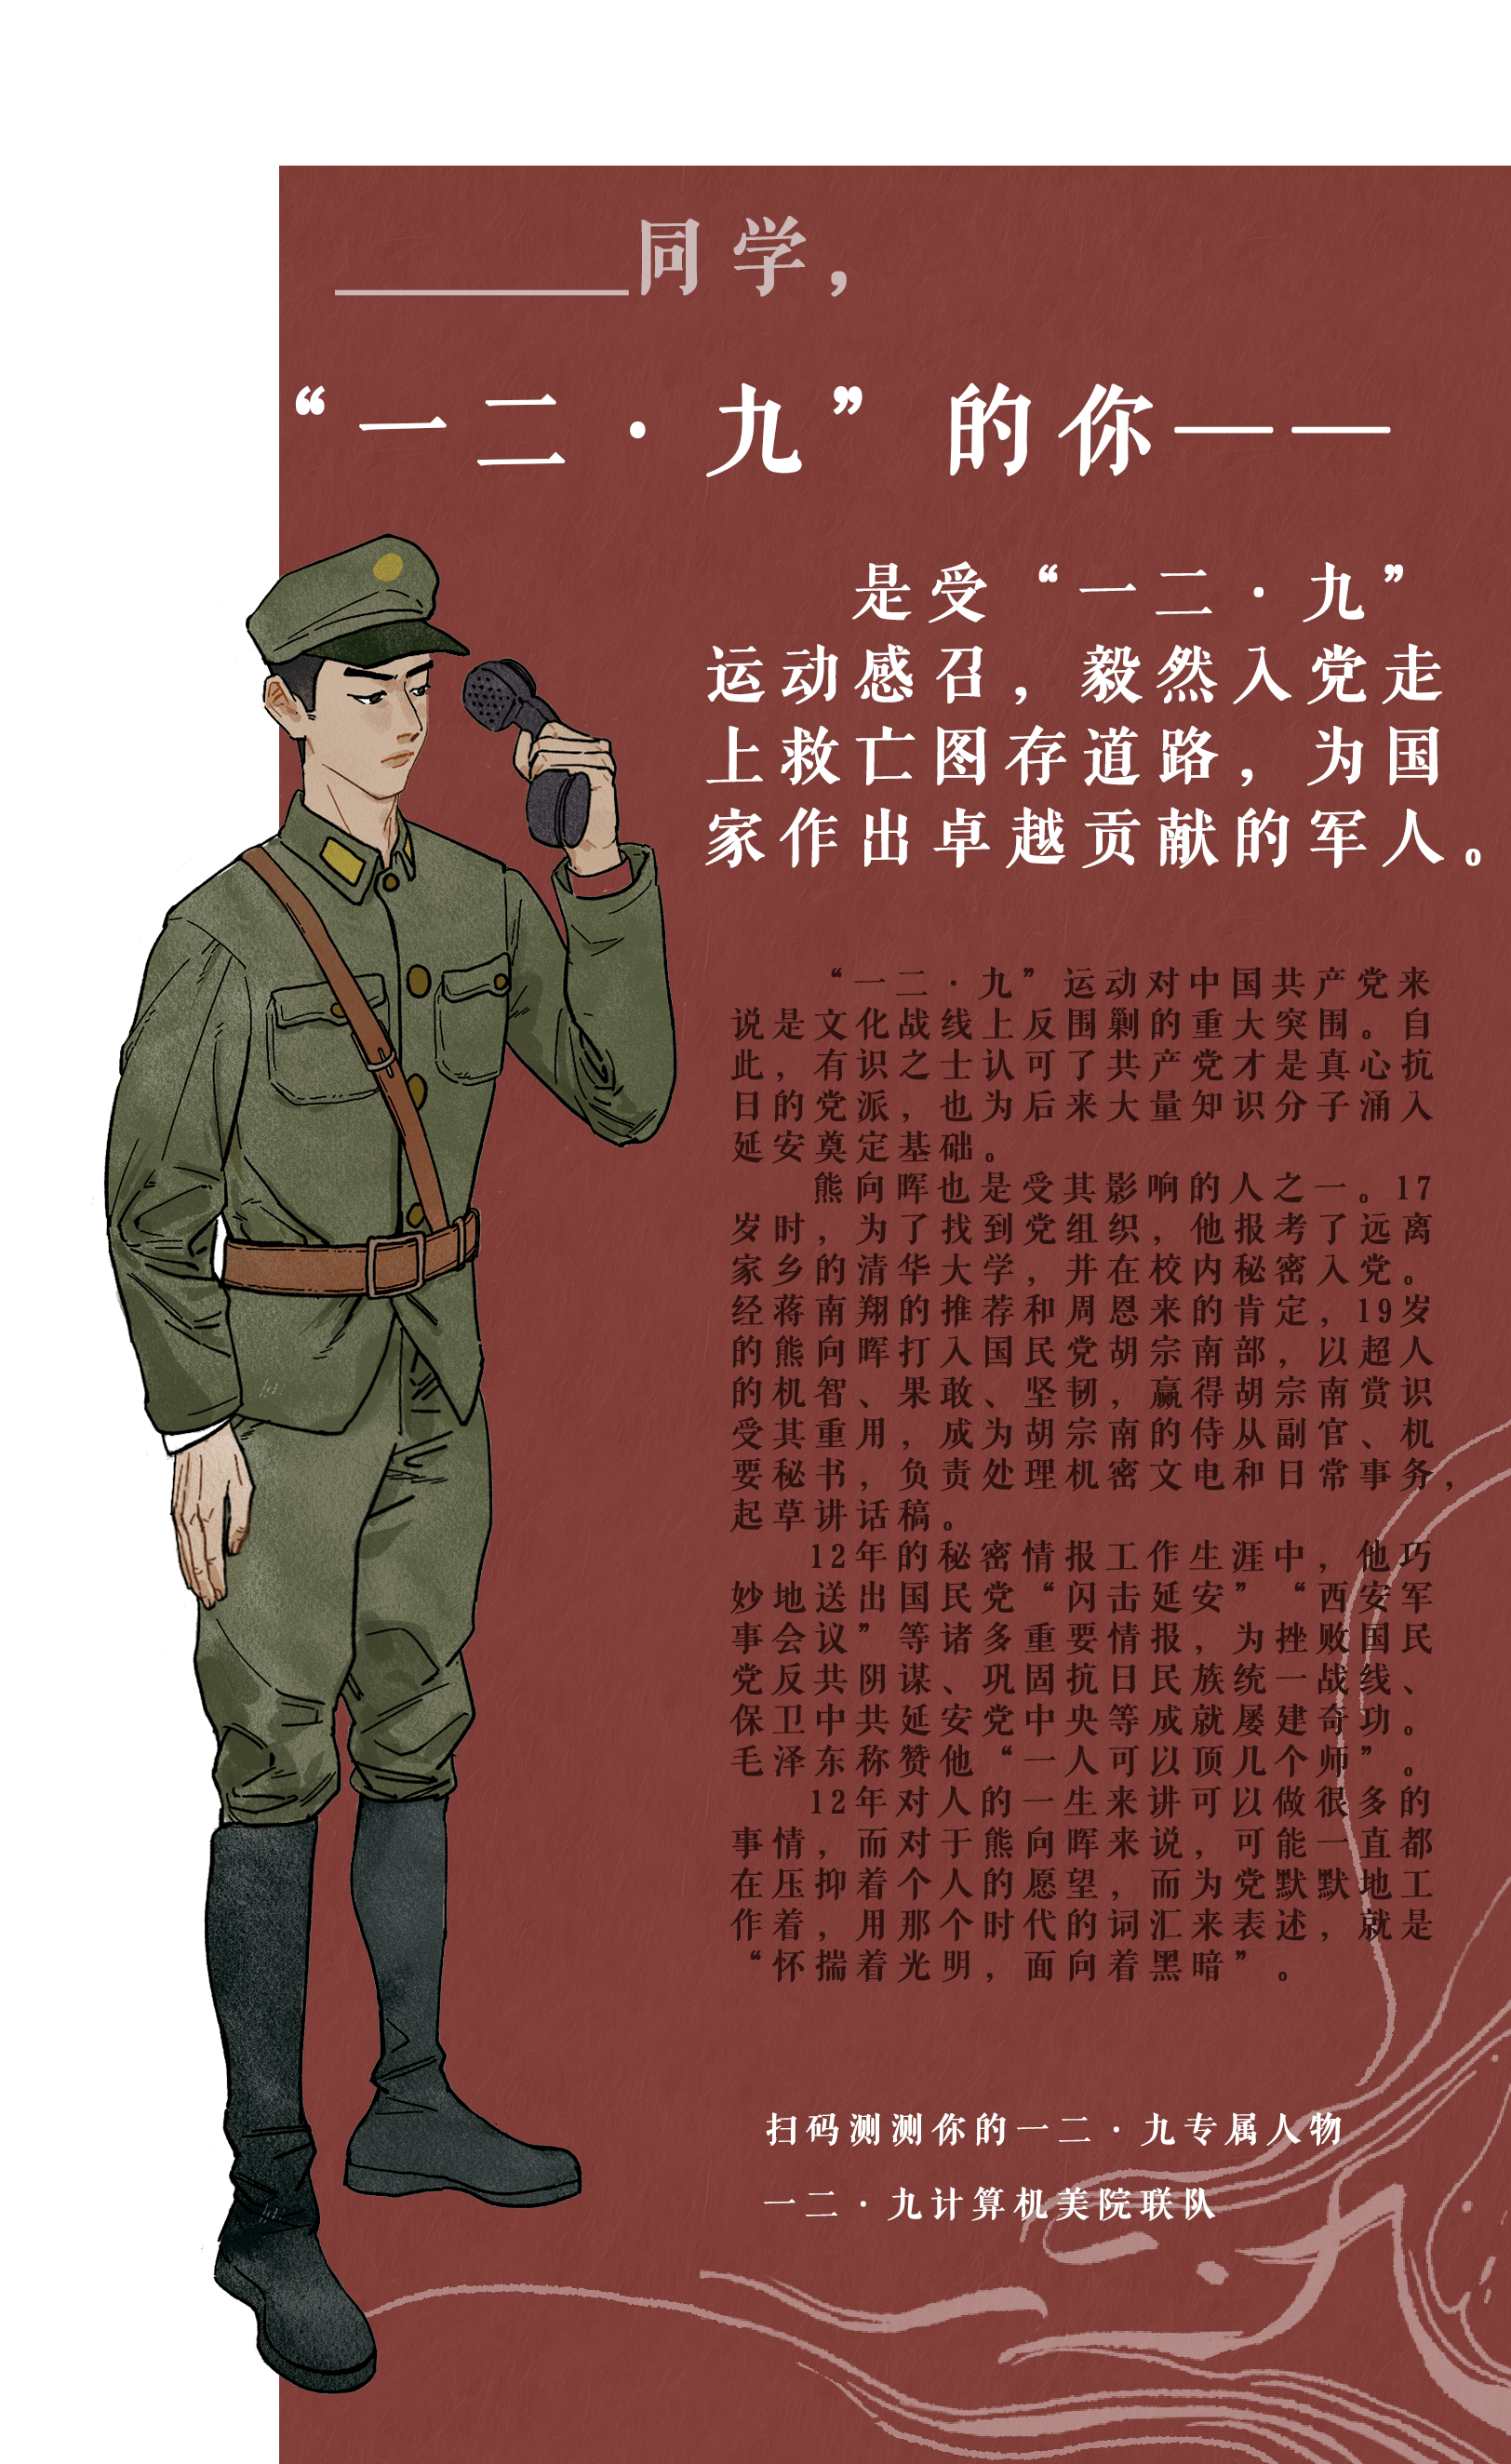 ______同学，
“一二·九”的你——
是受“一二·九”
运动感召，毅然入党走
上救亡图存道路，为国
家作出卓越贡献的军人。
“一二·九”运动对中国共产党来
说是文化战线上反围剿的重大突围。自
此，有识之士认可了共产党才是真心抗
日的党派，也为后来大量知识分子涌入
延安奠定基础。
熊向晖也是受其影响的人之一。17
岁时，为了找到党组织，他报考了远离
家乡的清华大学，并在校内秘密入党。
经蒋南翔的推荐和周恩来的肯定，19岁
的熊向晖打入国民党胡宗南部，以超人
的机智、果敢、坚韧，赢得胡宗南赏识
受其重用，成为胡宗南的侍从副官、机
要秘书，负责处理机密文电和日常事务，
起草讲话稿。
12年的秘密情报工作生涯中，他巧
妙地送出国民党“闪击延安”“西安军
事会议”等诸多重要情报，为挫败国民
党反共阴谋、巩固抗日民族统一战线、
保卫中共延安党中央等成就屡建奇功。
毛泽东称赞他“一人可以顶几个师”。
12年对人的一生来讲可以做很多的
事情，而对于熊向晖来说，可能一直都
在压抑着个人的愿望，而为党默默地工
作着，用那个时代的词汇来表述，就是
“怀揣着光明，面向着黑暗”。
扫码测测你的一二·九专属人物
一二·九计算机美院联队
一二·九